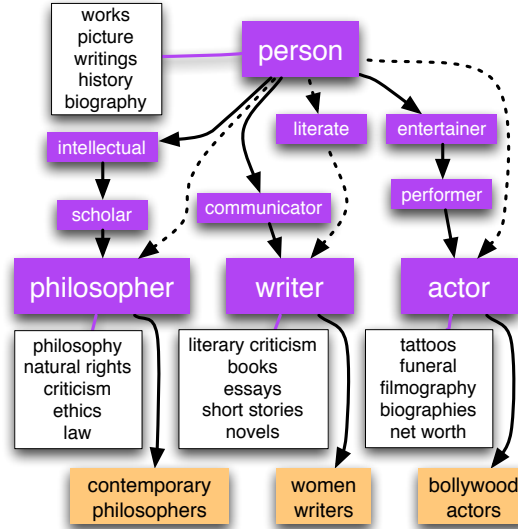 works
picture
writings
history
biography
person
intellectual
literate
entertainer
scholar
communicator
performer
philosopher
writer
actor
philosophy
natural rights
criticism
ethics
law
literary criticism
books
essays
short stories
novels
tattoos
funeral
filmography
biographies
net worth
contemporary
philosophers
women
writers
bollywood
actors